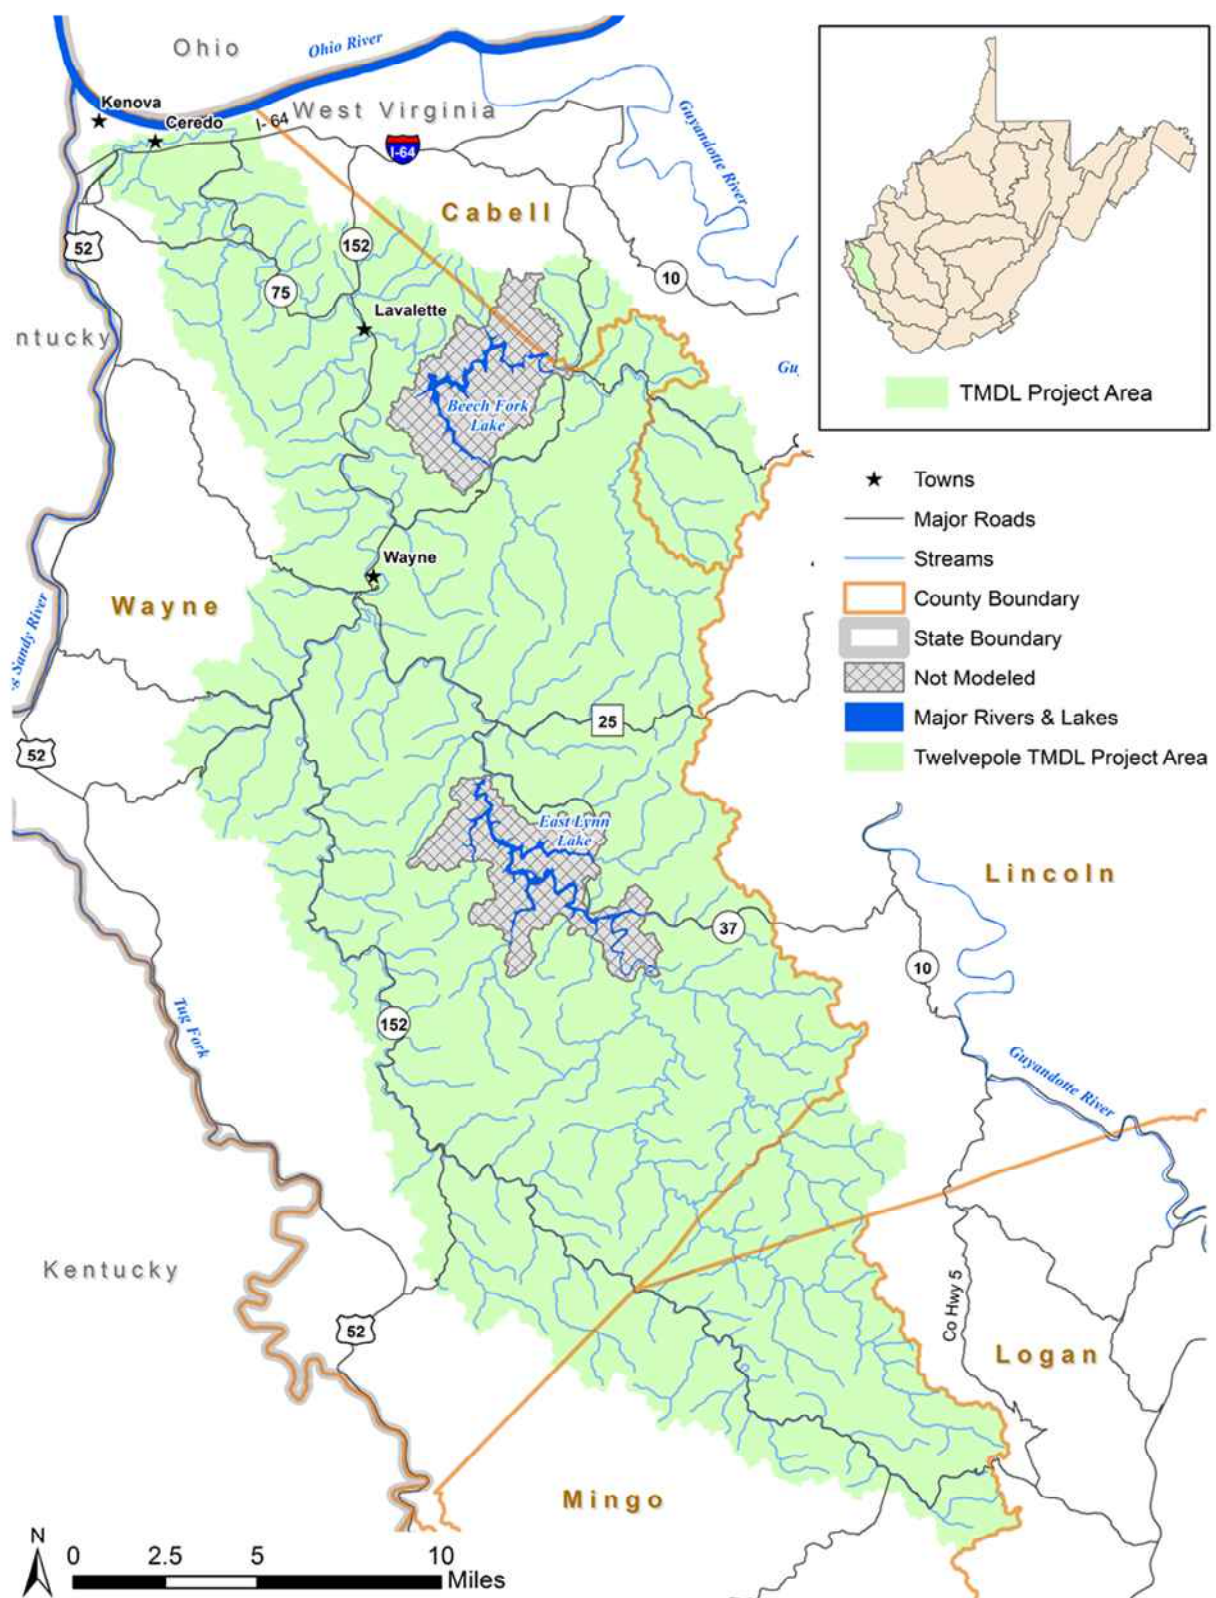 Ohio
Ohio River
Kenova
Ceredo
I- 64
West Virginia
I-64
Guyandotte River
Cabell
52
152
75
10
Lavalette
ntucky
Beech Fork
Lake
TMDL Project Area
Towns
Major Roads
Streams
County Boundary
State Boundary
Not Modeled
Major Rivers & Lakes
Twelvepole TMDL Project Area
Wayne
Wayne
Sandy River
25
52
East Lynn
Lake
Lincoln
37
10
Tug Fork
152
Guyandotte River
Kentucky
52
Co Hwy 5
Logan
Mingo
N
0 2.5 5 10
Miles